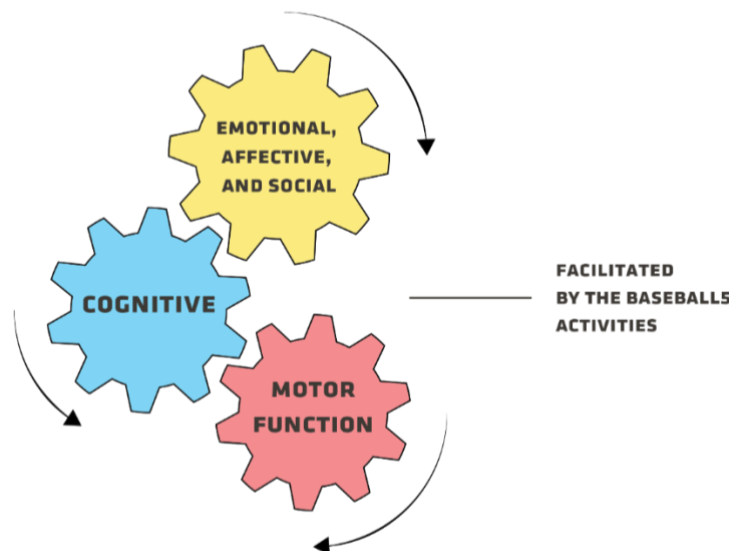 EMOTIONAL,
AFFECTIVE,
AND SOCIAL
COGNITIVE
MOTOR
FUNCTION
FACILITATED
BY THE BASEBALL5
ACTIVITIES